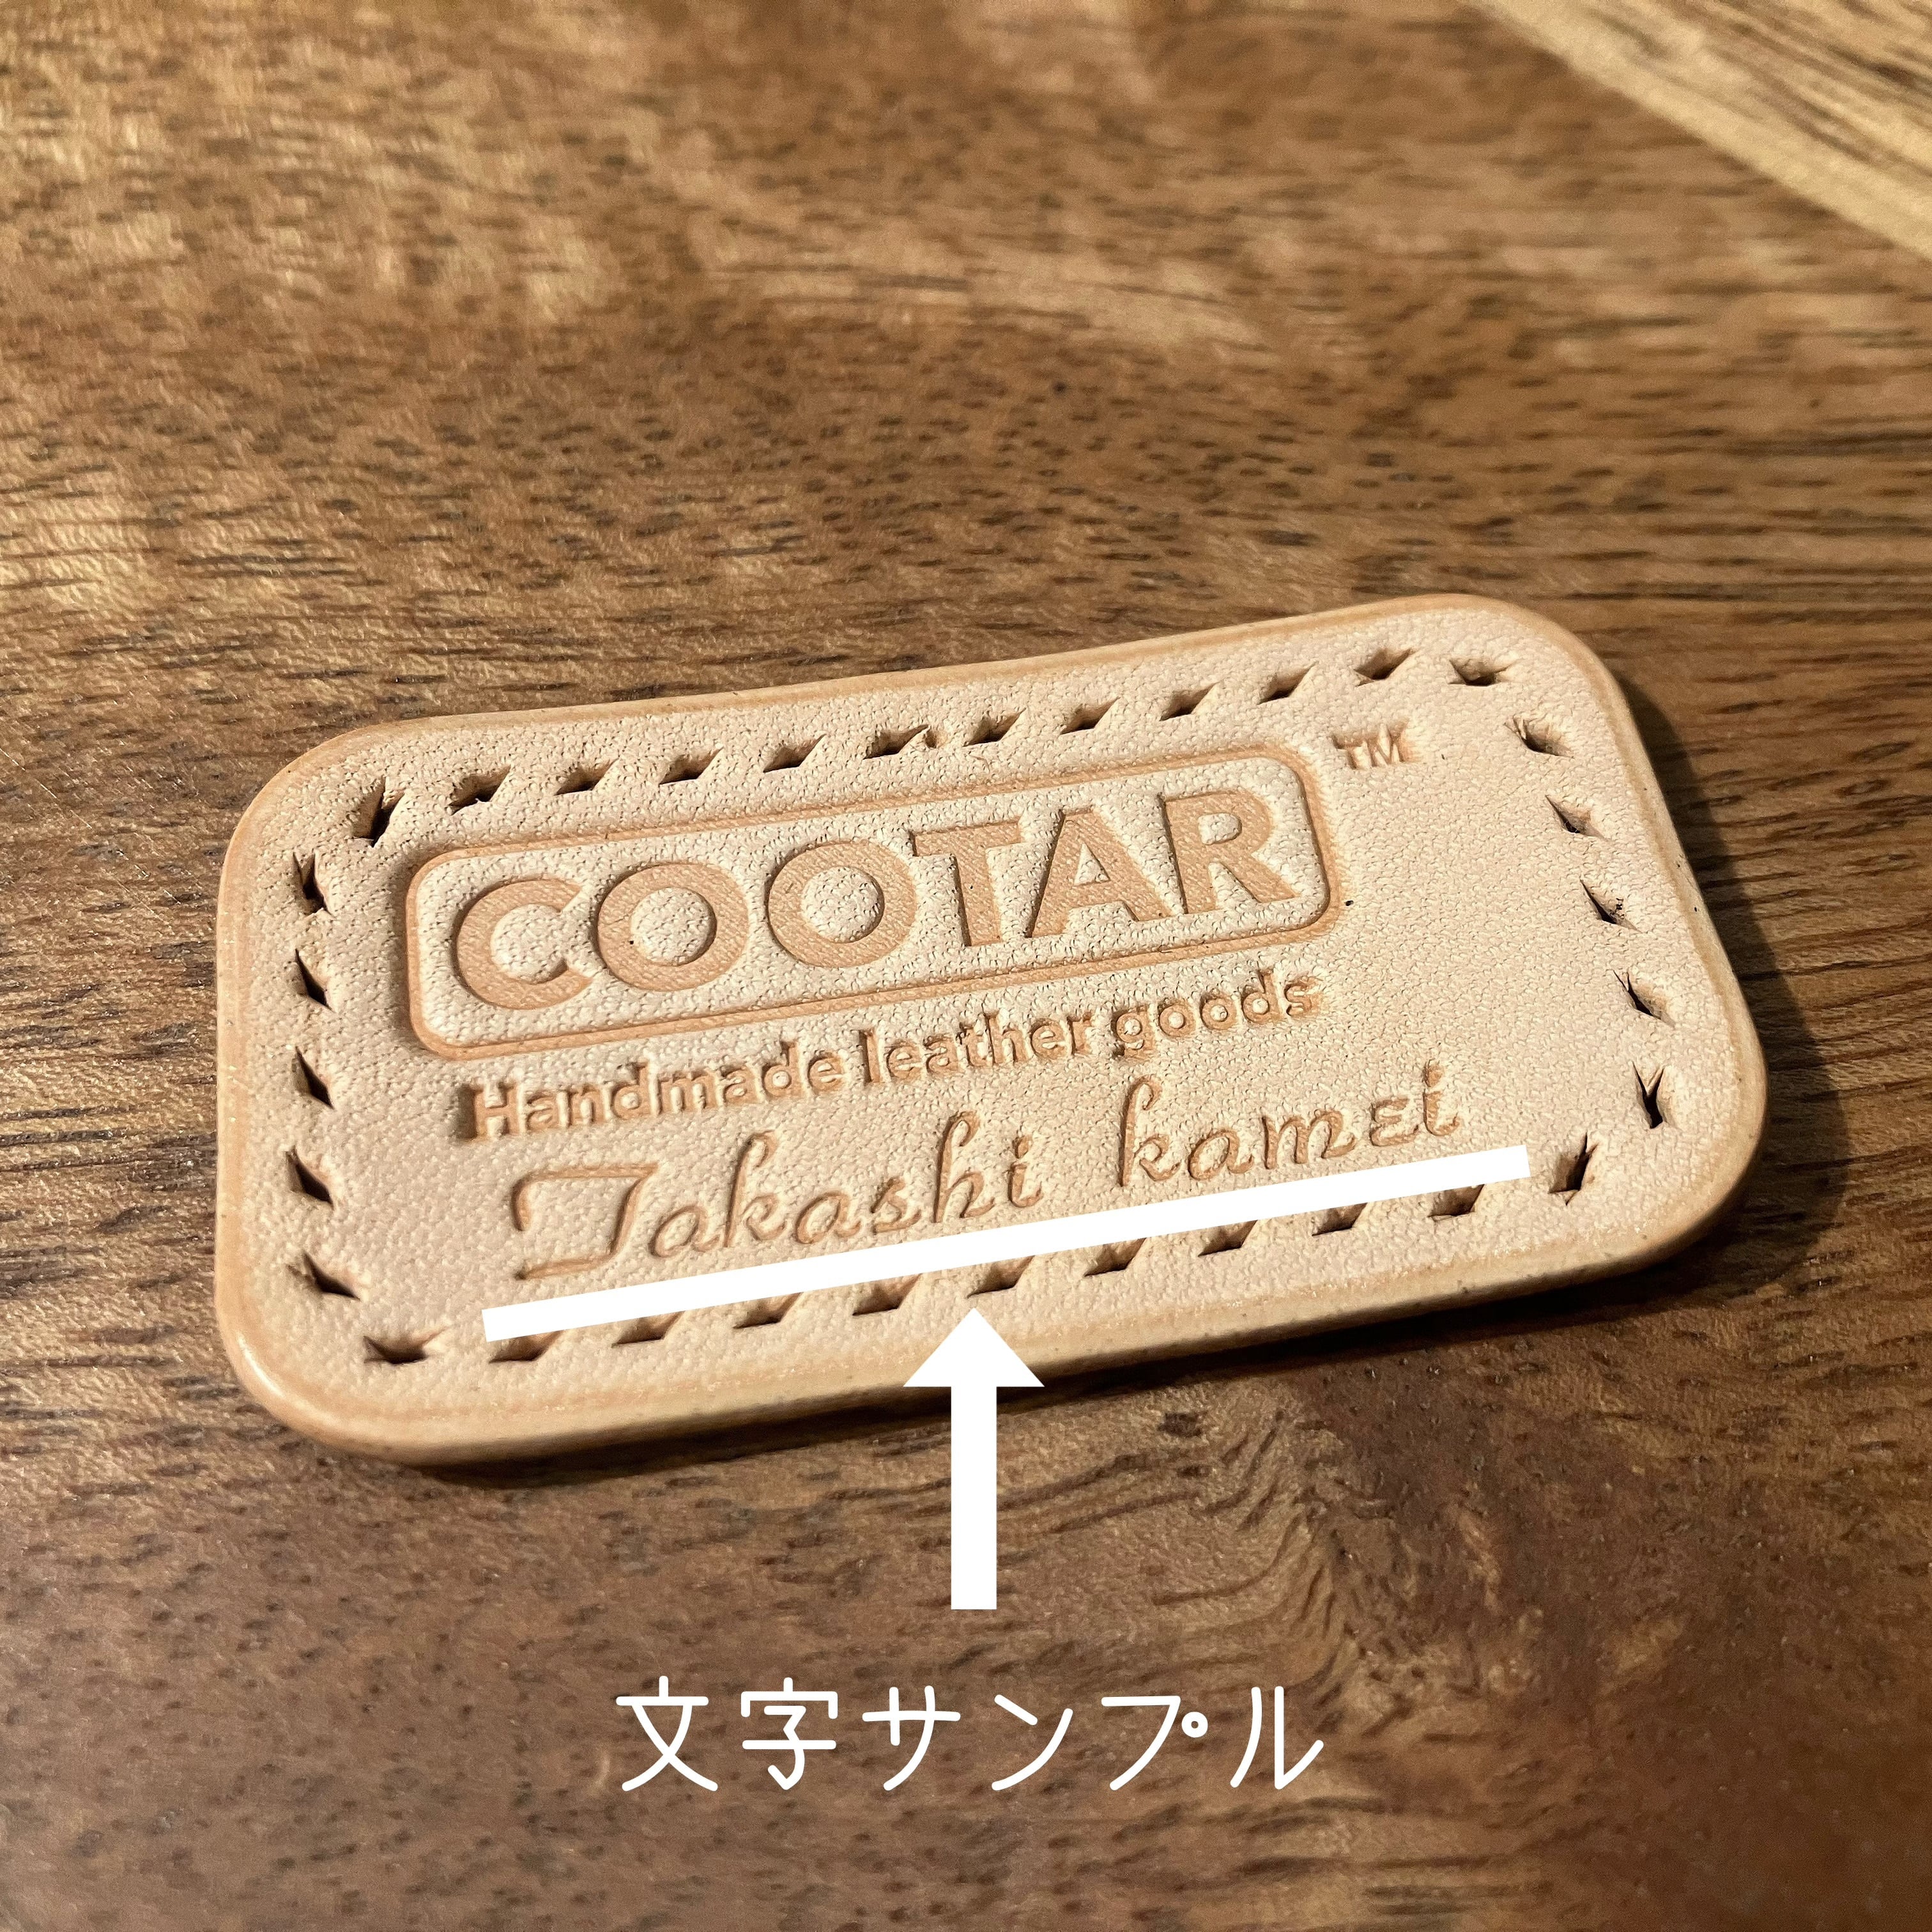 COOTAR TM
Handmade leather goods
Takashi kamei
文字サンプル